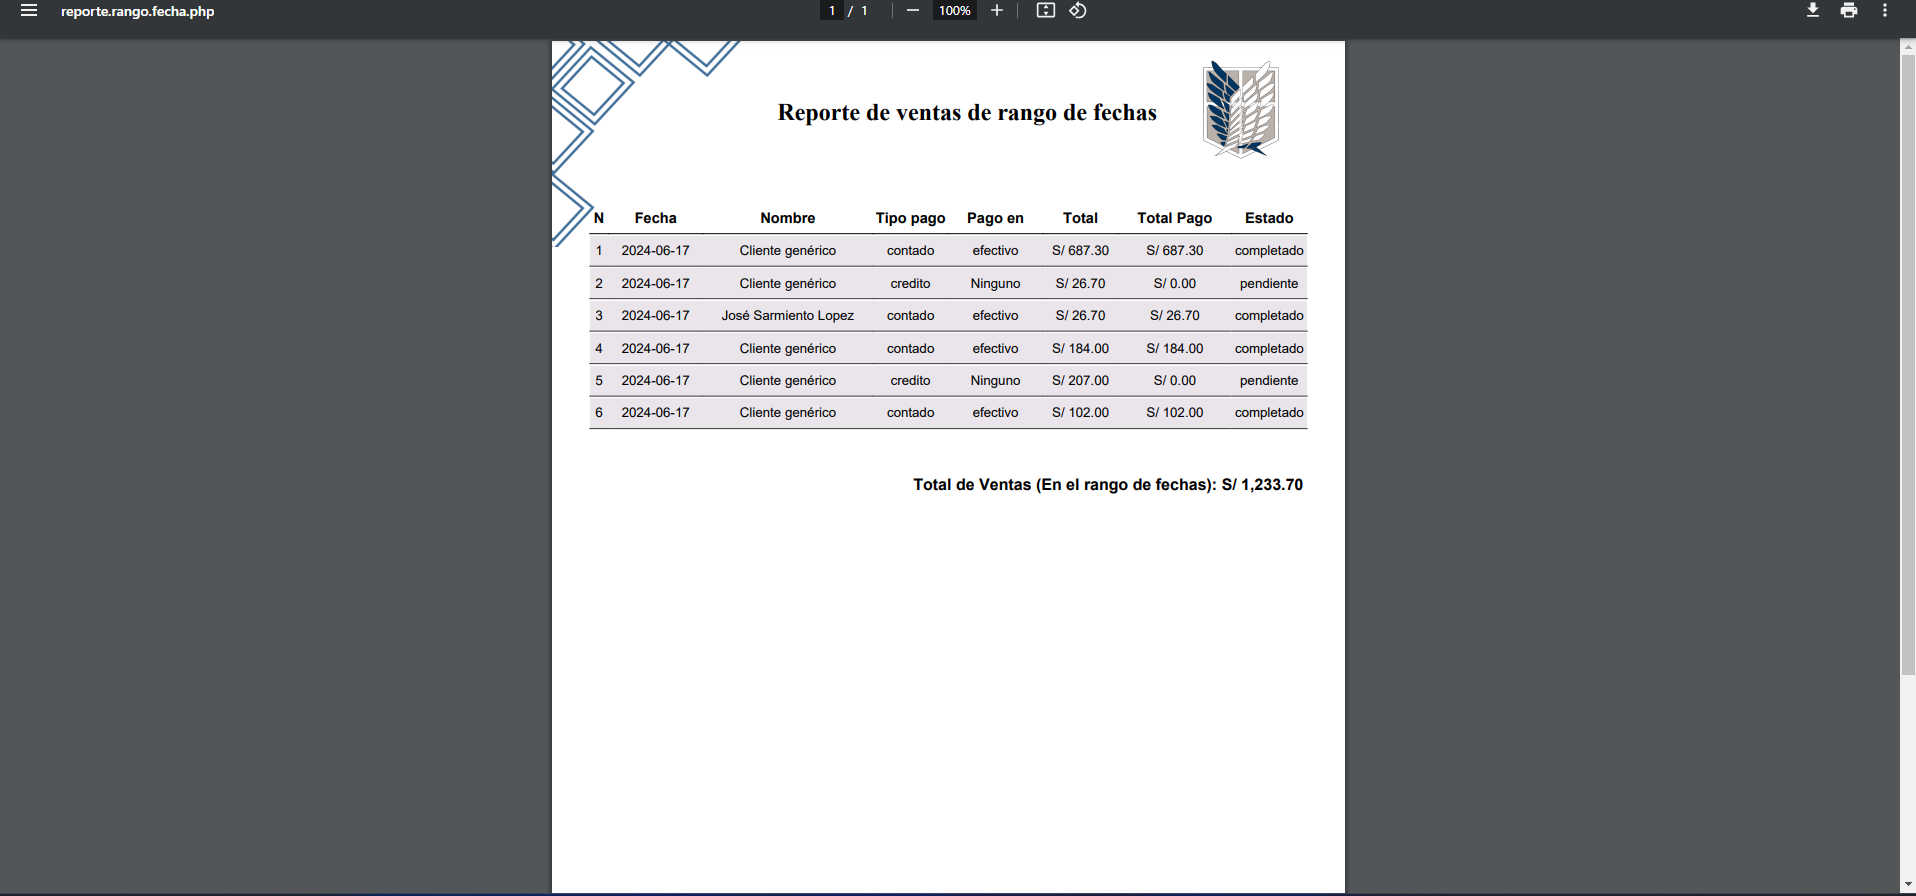 reporte.rango.fecha.php
1 / 1
100%
Reporte de ventas de rango de fechas
N Fecha Nombre Tipo pago Pago en Total Total Pago Estado
1 2024-06-17 Cliente genérico contado efectivo S/ 687.30 S/ 687.30 completado
2 2024-06-17 Cliente genérico credito Ninguno S/ 26.70 S/ 0.00 pendiente
3 2024-06-17 José Sarmiento Lopez contado efectivo S/ 26.70 S/ 26.70 completado
4 2024-06-17 Cliente genérico contado efectivo S/ 184.00 S/ 184.00 completado
5 2024-06-17 Cliente genérico credito Ninguno S/ 207.00 S/ 0.00 pendiente
6 2024-06-17 Cliente genérico contado efectivo S/ 102.00 S/ 102.00 completado
Total de Ventas (En el rango de fechas): S/ 1,233.70